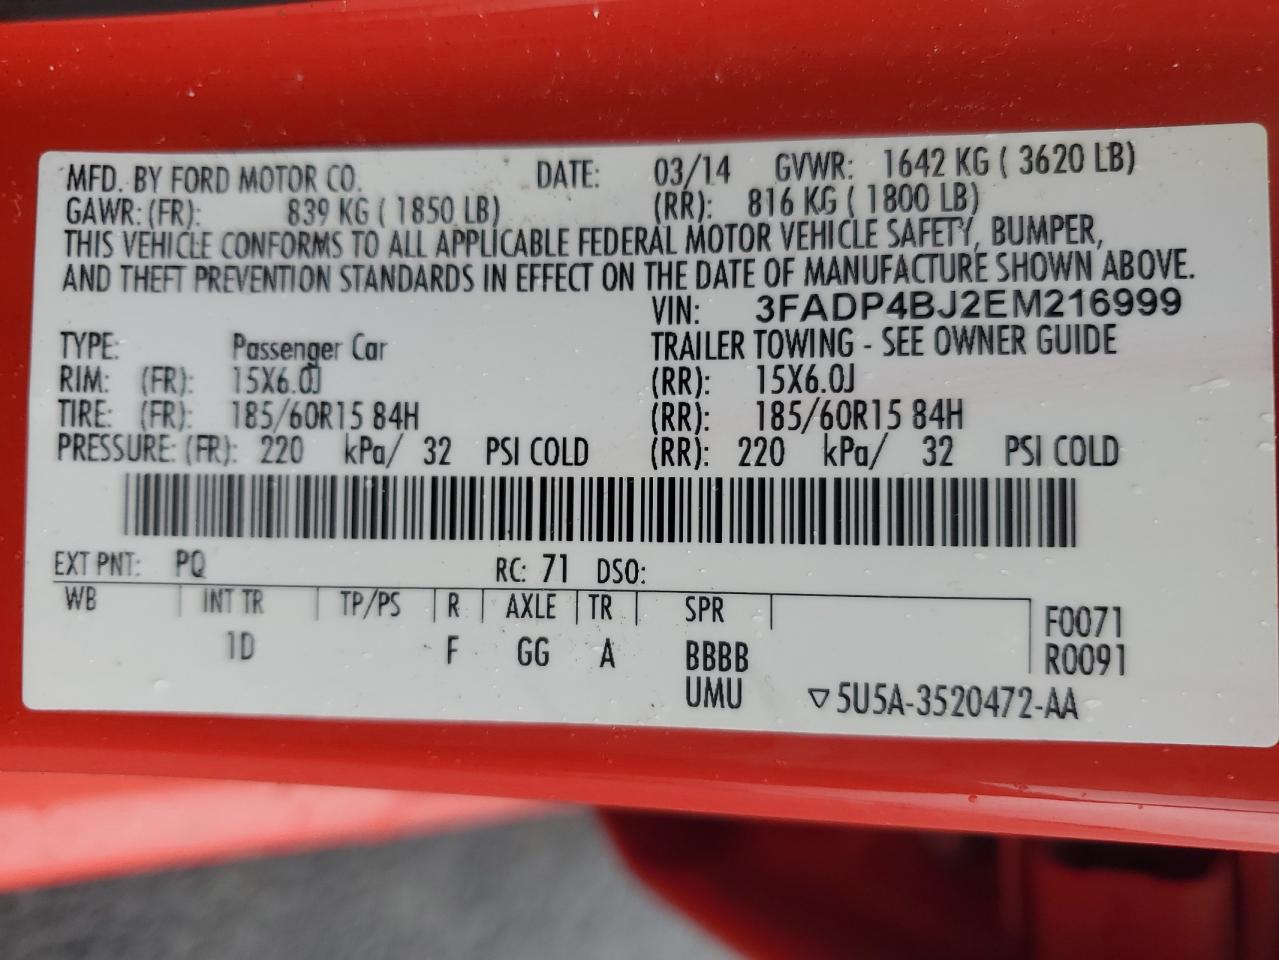 MFD. BY FORD MOTOR CO. DATE: 03/14 GVWR: 1642 KG ( 3620 LB)
GAWR: (FR): 839 KG ( 1850 LB) (RR): 816 KG ( 1800 LB)
THIS VEHICLE CONFORMS TO ALL APPLICABLE FEDERAL MOTOR VEHICLE SAFETY, BUMPER,
AND THEFT PREVENTION STANDARDS IN EFFECT ON THE DATE OF MANUFACTURE SHOWN ABOVE.
VIN: 3FADP4BJ2EM216999
TYPE: Passenger Car TRAILER TOWING - SEE OWNER GUIDE
RIM: (FR): 15X6.0J (RR): 15X6.0J
TIRE: (FR): 185/60R15 84H (RR): 185/60R15 84H
PRESSURE: (FR): 220 kPa/ 32 PSI COLD (RR): 220 kPa/ 32 PSI COLD
EXT PNT: PQ RC: 71 DSO:
WB INT TR TP/PS R AXLE TR SPR F0071
1D F GG A BBBB R0091
UMU ▽5U5A-3520472-AA